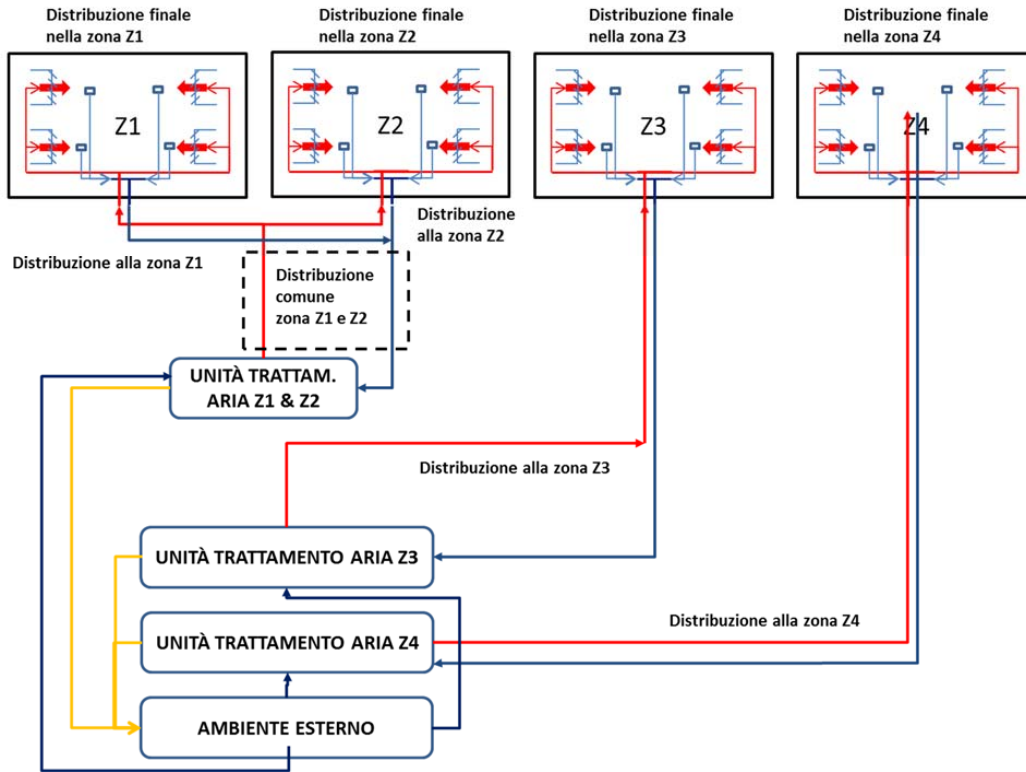 Distribuzione finale
nella zona Z1
Distribuzione finale
nella zona Z2
Distribuzione finale
nella zona Z3
Distribuzione finale
nella zona Z4
Z1
Z2
Z3
Z4
Distribuzione
alla zona Z2
Distribuzione alla zona Z1
Distribuzione
comune
zona Z1 e Z2
UNITÀ TRATTAM.
ARIA Z1 & Z2
Distribuzione alla zona Z3
UNITÀ TRATTAMENTO ARIA Z3
Distribuzione alla zona Z4
UNITÀ TRATTAMENTO ARIA Z4
AMBIENTE ESTERNO